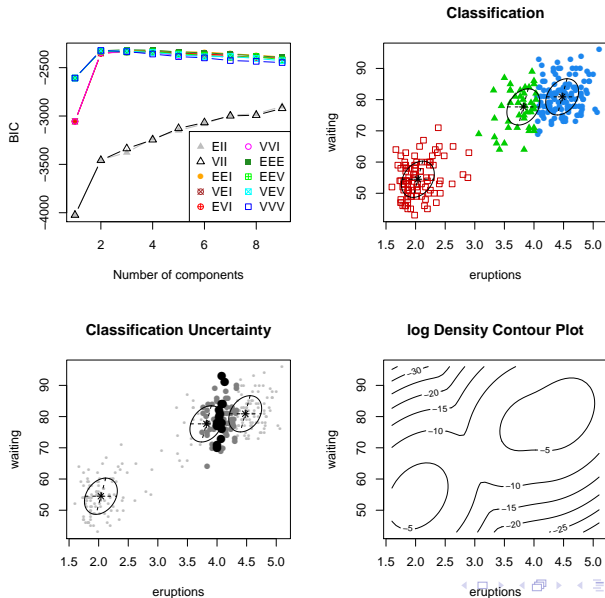 BIC
−2500
−3000
−3500
−4000
2 4 6 8
Number of components
EII
VII
EEI
VEI
EVI
VVI
EEE
EEV
VEV
VVV
Classification
waiting
90
80
70
60
50
1.5 2.0 2.5 3.0 3.5 4.0 4.5 5.0
eruptions
Classification Uncertainty
waiting
90
80
70
60
50
1.5 2.0 2.5 3.0 3.5 4.0 4.5 5.0
eruptions
log Density Contour Plot
waiting
90
80
70
60
50
−30
−20
−15
−10
−5
−5
−10
−15
−20
−25
1.5 2.0 2.5 3.0 3.5 4.0 4.5 5.0
eruptions